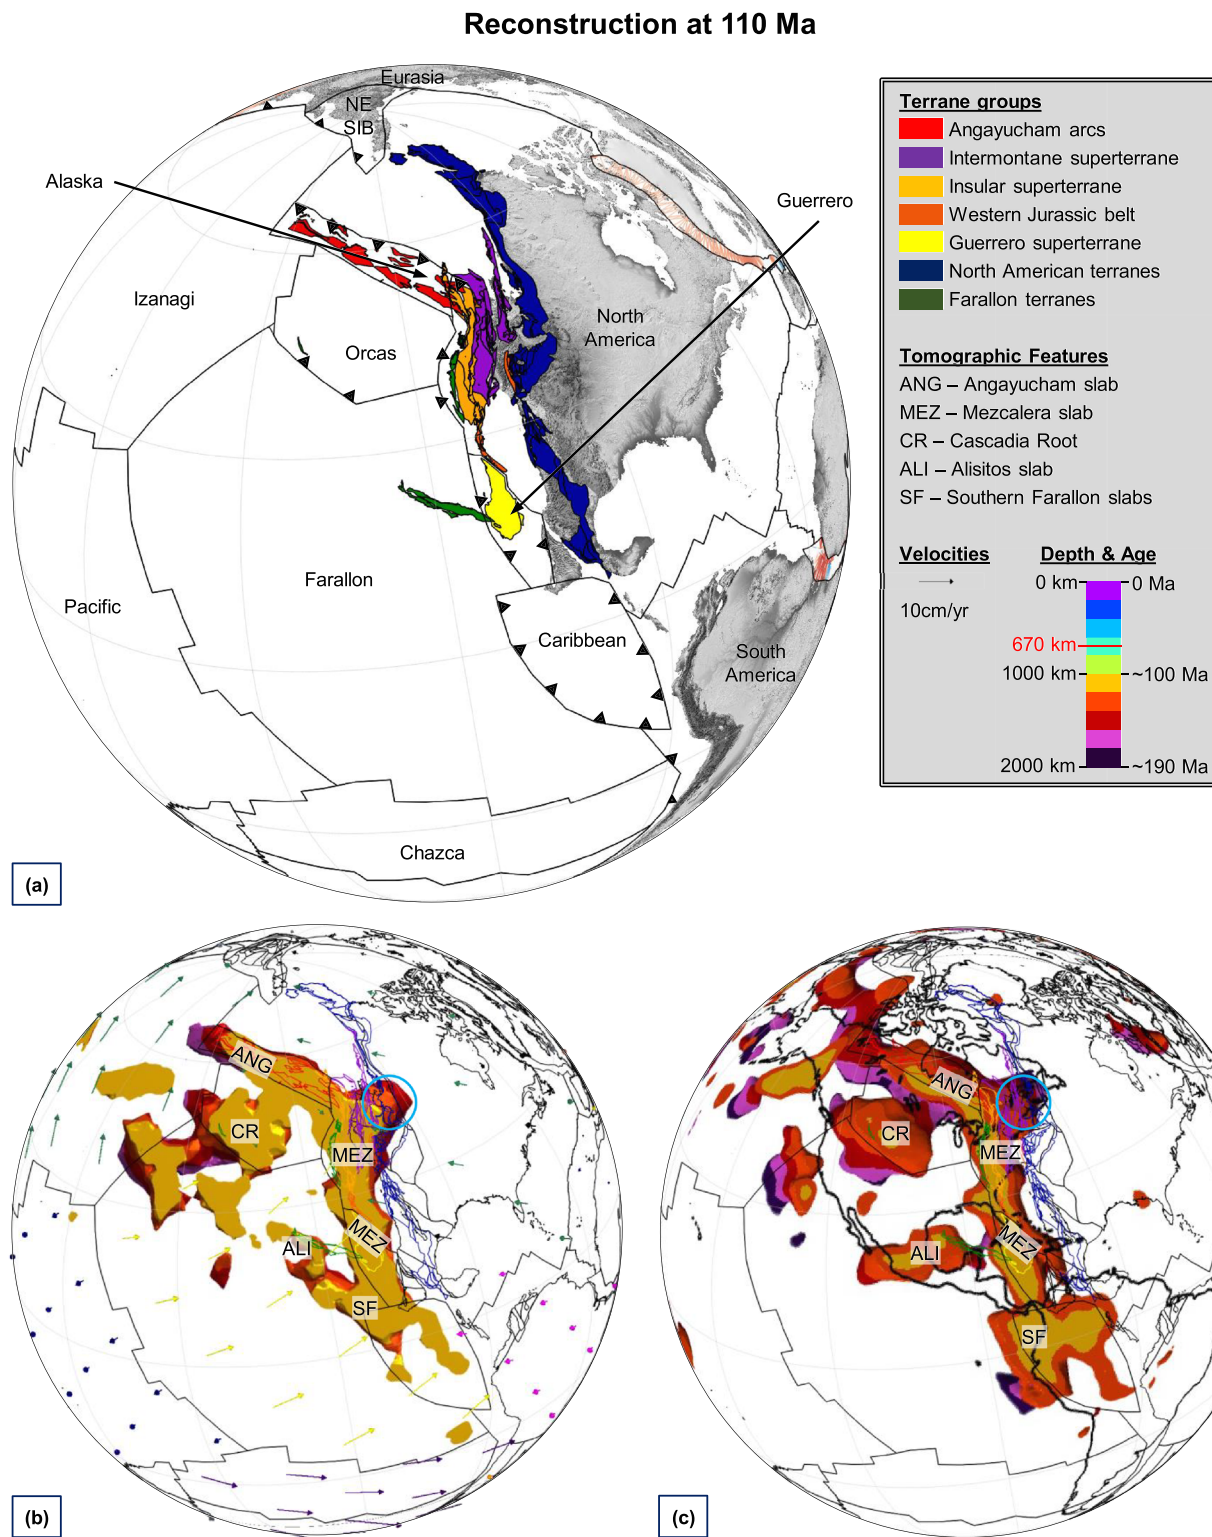 Reconstruction at 110 Ma
Eurasia
NE
SIB
Alaska
Guerrero
Izanagi
Orcas
North
America
Farallon
Pacific
Caribbean
South
America
Chazca
(a)
Terrane groups
Angayucham arcs
Intermontane superterrane
Insular superterrane
Western Jurassic belt
Guerrero superterrane
North American terranes
Farallon terranes
Tomographic Features
ANG – Angayucham slab
MEZ – Mezcalera slab
CR – Cascadia Root
ALI – Alisitos slab
SF – Southern Farallon slabs
Velocities
10cm/yr
Depth & Age
0 km 0 Ma
670 km
1000 km ~100 Ma
2000 km ~190 Ma
ANG
CR
MEZ
MEZ
ALI
SF
(b)
ANG
CR
MEZ
MEZ
ALI
SF
(c)